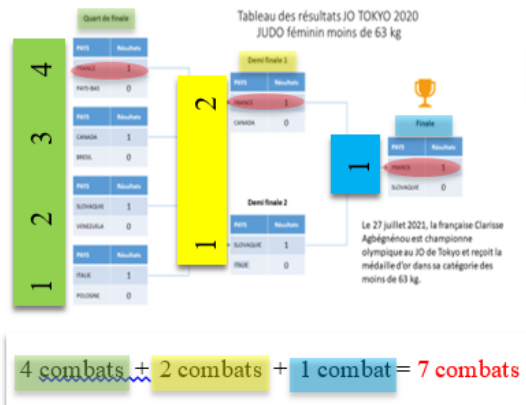 Tableau des résultats JO TOKYO 2020
JUDO féminin moins de 63 kg
Quart de finale
4
PAYS Résultats
FRANCE 1
PAYS-BAS 0
3
PAYS Résultats
CANADA 1
BRESIL 0
2
PAYS Résultats
SLOVAQUIE 1
VENEZUELA 0
1
PAYS Résultats
ITALIE 1
POLOGNE 0
2
Demi finale 1
PAYS Résultats
FRANCE 1
CANADA 0
1
Demi finale 2
PAYS Résultats
SLOVAQUIE 1
ITALIE 0
1
Finale
PAYS Résultats
FRANCE 1
SLOVAQUIE 0
Le 27 juillet 2021, la française Clarisse
Agbégnénou est championne
olympique au JO de Tokyo et reçoit la
médaille d'or dans sa catégorie des
moins de 63 kg.
4 combats + 2 combats + 1 combat = 7 combats